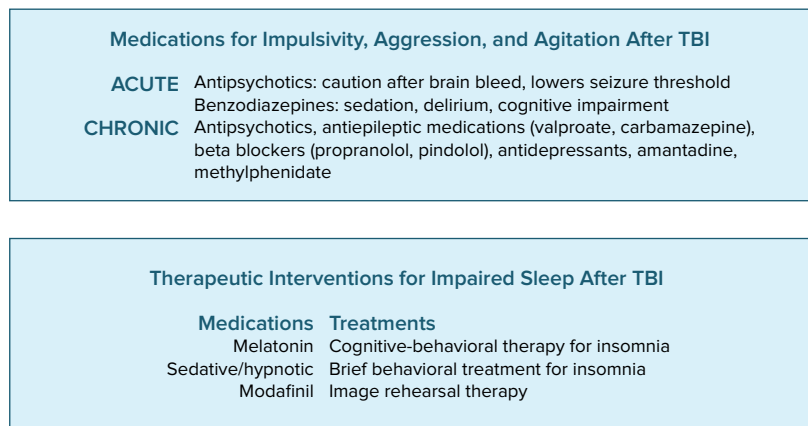 Medications for Impulsivity, Aggression, and Agitation After TBI
ACUTE Antipsychotics: caution after brain bleed, lowers seizure threshold
Benzodiazepines: sedation, delirium, cognitive impairment
CHRONIC Antipsychotics, antiepileptic medications (valproate, carbamazepine),
beta blockers (propranolol, pindolol), antidepressants, amantadine,
methylphenidate
Therapeutic Interventions for Impaired Sleep After TBI
Medications Treatments
Melatonin Cognitive-behavioral therapy for insomnia
Sedative/hypnotic Brief behavioral treatment for insomnia
Modafinil Image rehearsal therapy